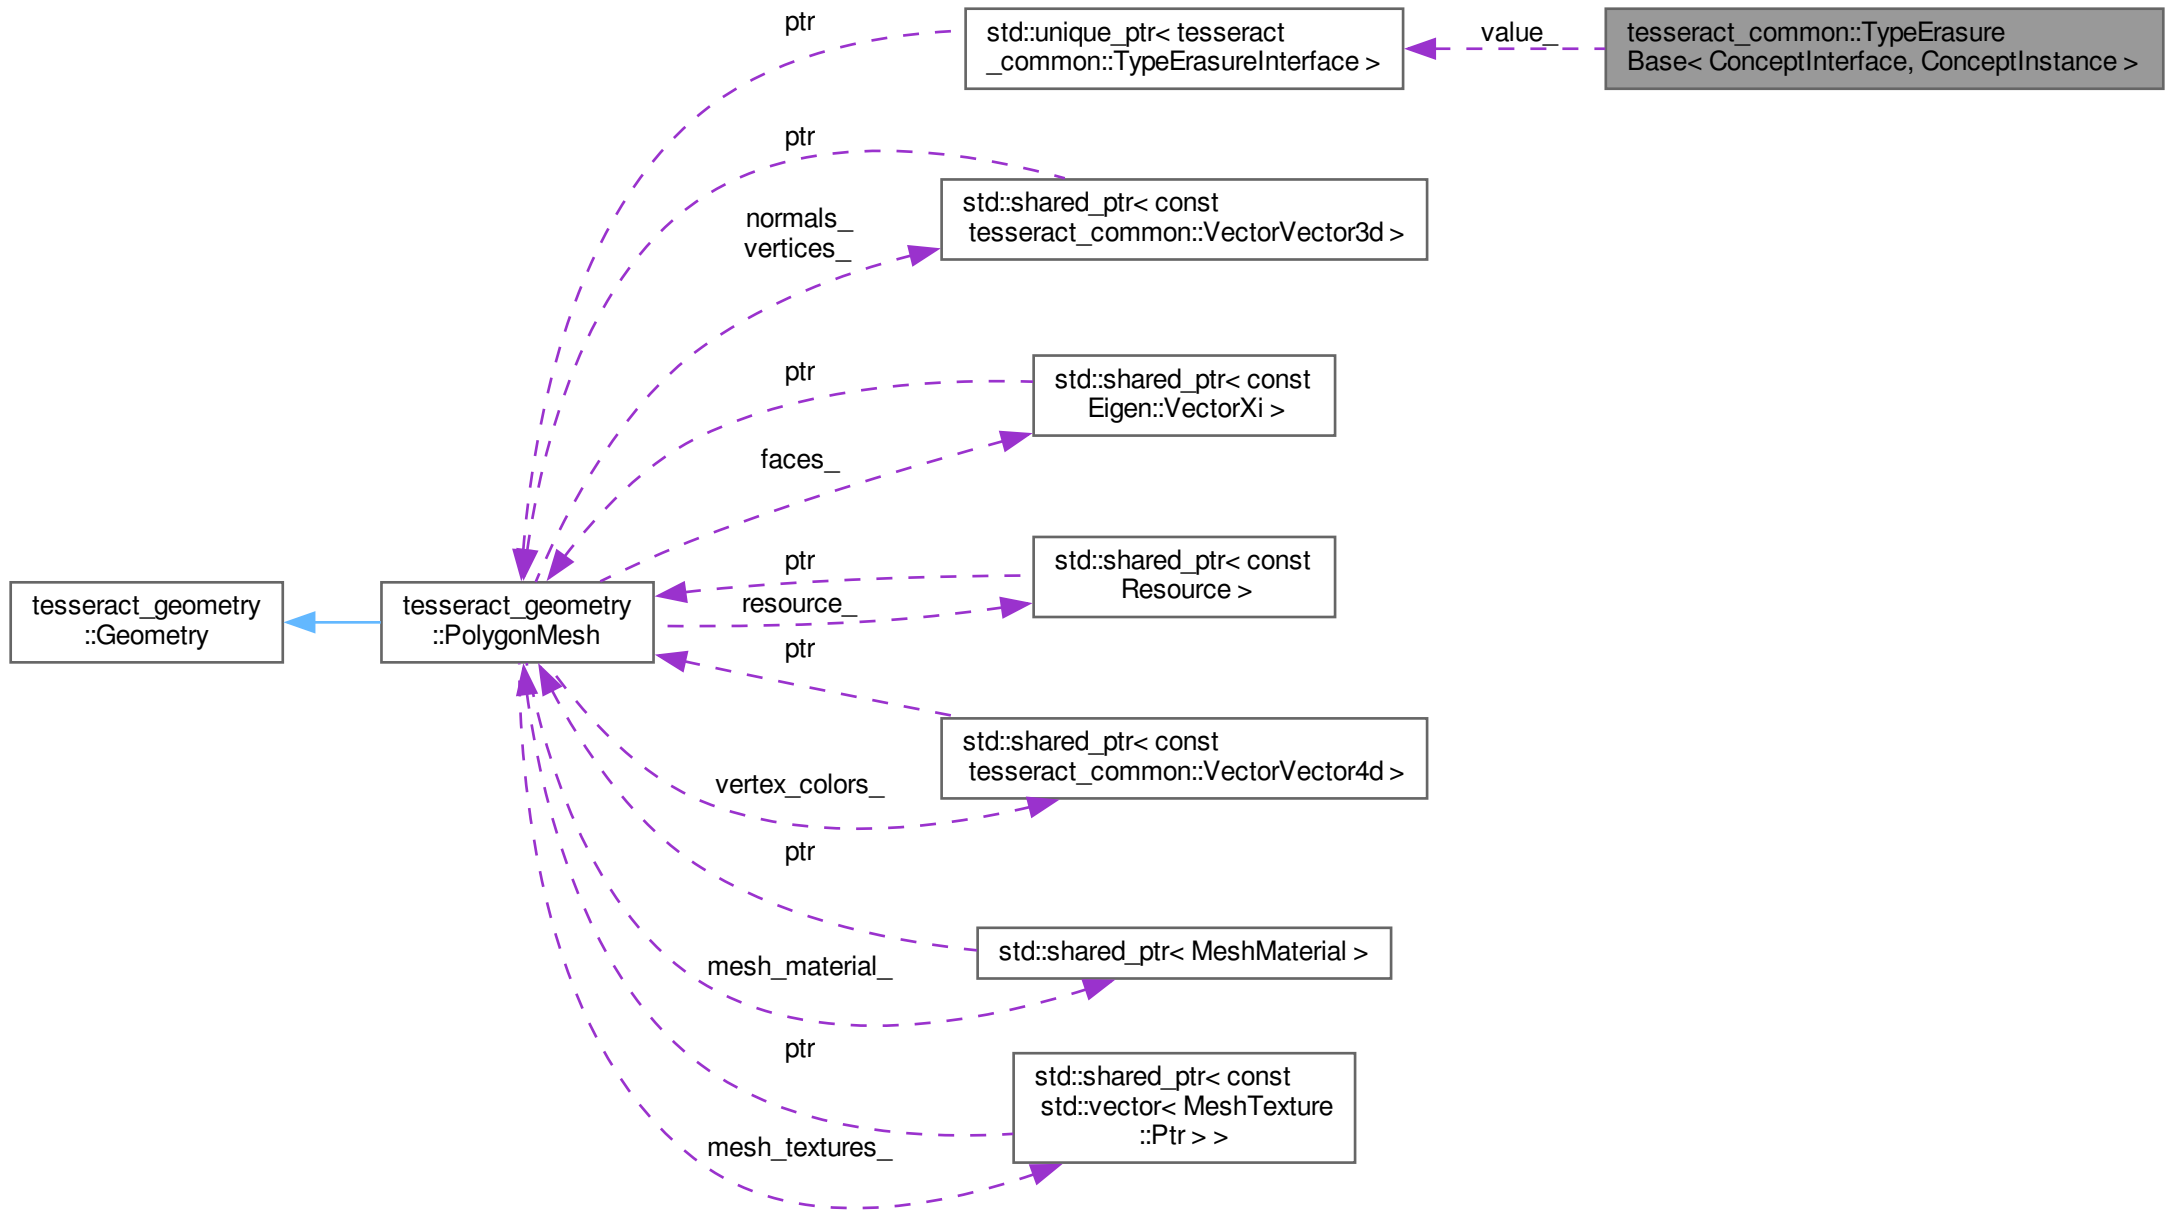 ptr
std::unique_ptr< tesseract
_common::TypeErasureInterface >
value_
tesseract_common::TypeErasure
Base< ConceptInterface, ConceptInstance >
ptr
std::shared_ptr< const
tesseract_common::VectorVector3d >
normals_
vertices_
ptr
std::shared_ptr< const
Eigen::VectorXi >
faces_
ptr
std::shared_ptr< const
Resource >
resource_
tesseract_geometry
::Geometry
tesseract_geometry
::PolygonMesh
ptr
std::shared_ptr< const
tesseract_common::VectorVector4d >
vertex_colors_
ptr
std::shared_ptr< MeshMaterial >
mesh_material_
ptr
std::shared_ptr< const
std::vector< MeshTexture
::Ptr > >
mesh_textures_